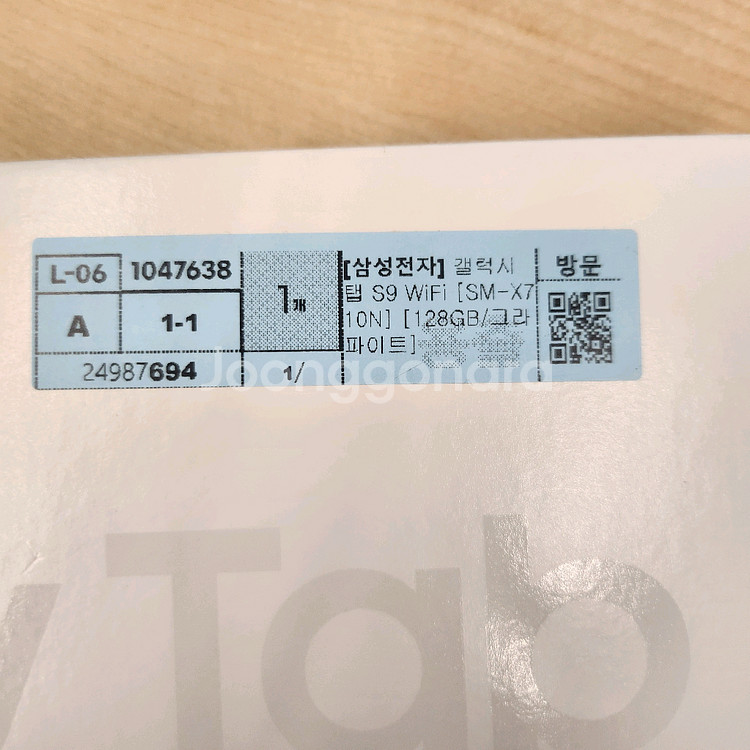 L-06 1047638
A 1-1
24987694
1개
1/
[삼성전자] 갤럭시
탭 S9 WiFi [SM-X7
10N] [128GB/그라
파이트]
방문
Joonggonara
y Tab